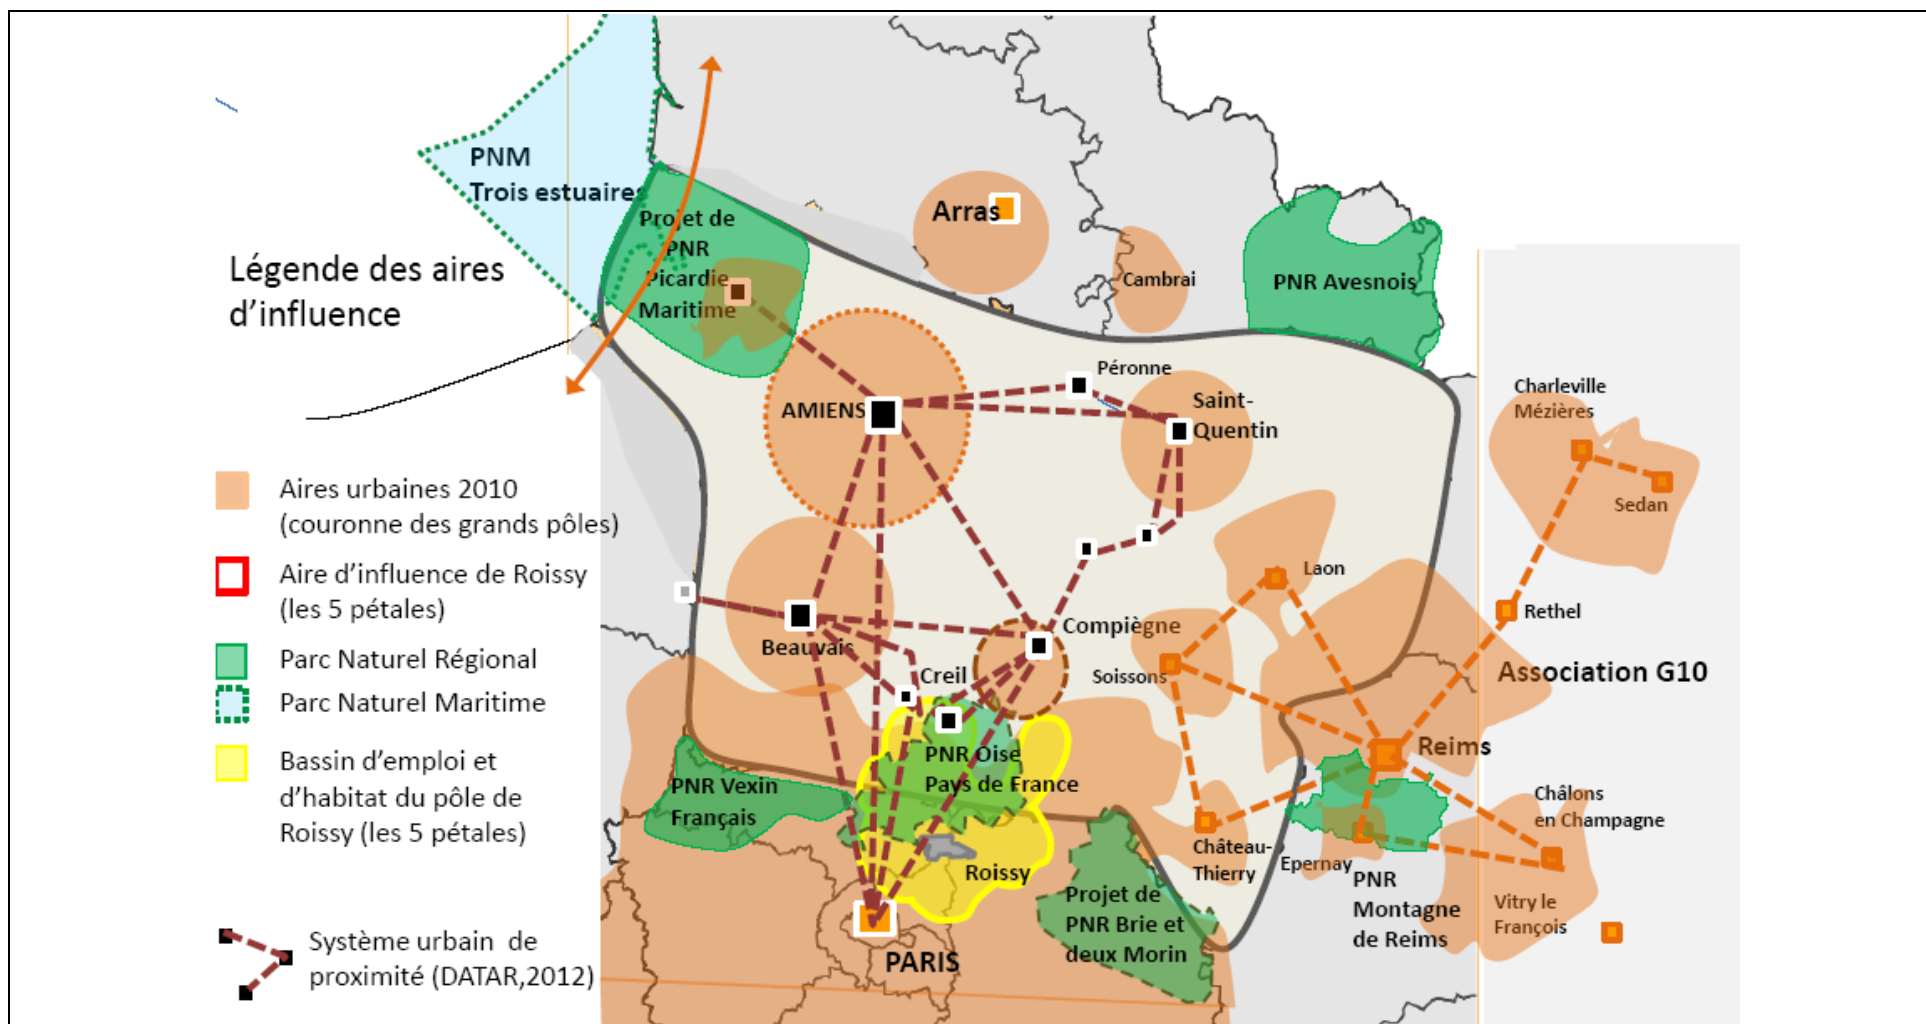 PNM
Trois estuaires
Légende des aires
d’influence
Aires urbaines 2010
(couronne des grands pôles)
Aire d’influence de Roissy
(les 5 pétales)
Parc Naturel Régional
Parc Naturel Maritime
Bassin d’emploi et
d’habitat du pôle de
Roissy (les 5 pétales)
Système urbain de
proximité (DATAR,2012)
Projet de
PNR
Picardie
Maritime
Arras
Cambrai
PNR Avesnois
AMIENS
Péronne
Saint-
Quentin
Charleville
Mézières
Sedan
Laon
Rethel
Beauvais
Compiègne
Creil
Soissons
Association G10
PNR Oise
Pays de France
Reims
PNR Vexin
Français
Châlons
en Champagne
Roissy
Château-
Thierry
Epernay
PNR
Montagne
de Reims
Projet de
PNR Brie et
deux Morin
Vitry le
François
PARIS